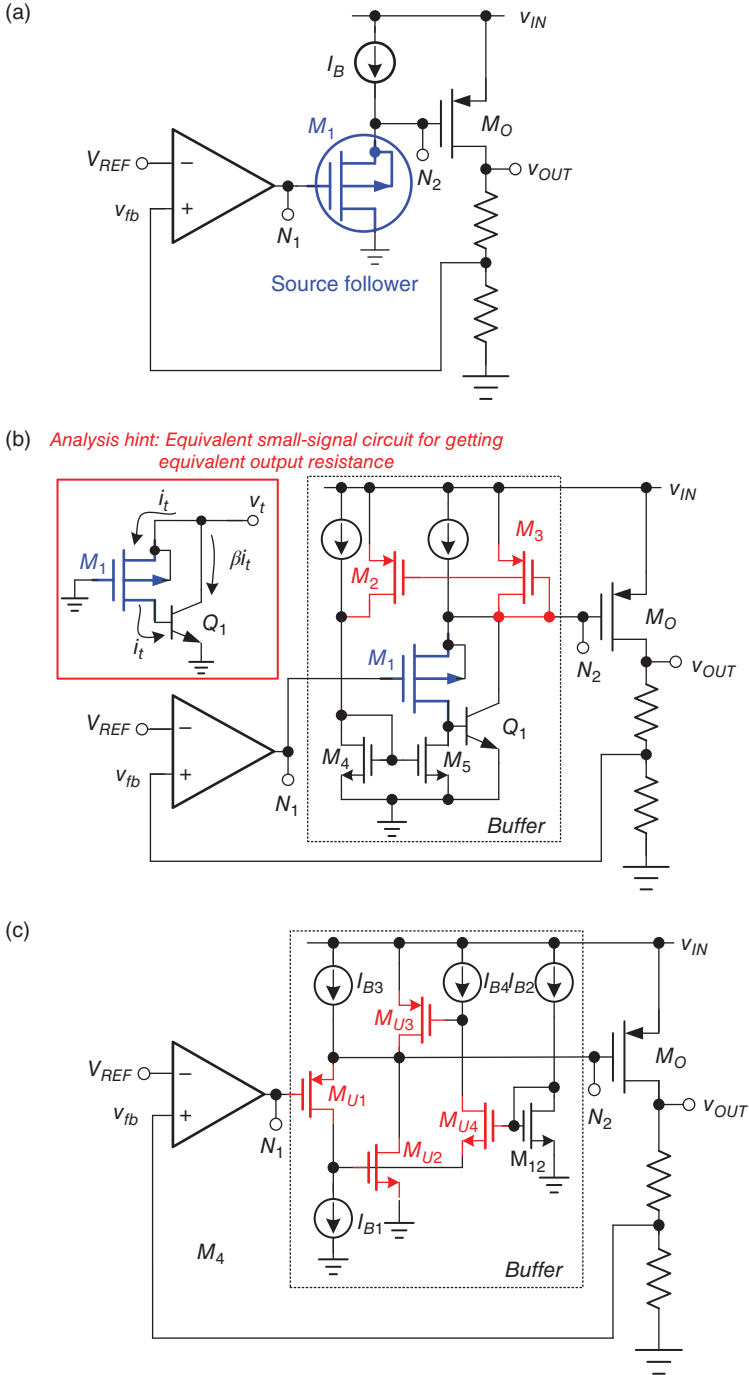 (a)
v_IN
I_B
M_1
M_O
V_REF
−
N_2
v_OUT
v_fb
+
N_1
Source follower
(b) Analysis hint: Equivalent small-signal circuit for getting
equivalent output resistance
i_t
v_t
v_IN
M_3
M_1
βi_t
M_2
M_O
Q_1
i_t
N_2
M_1
v_OUT
V_REF
−
Q_1
v_fb
+
M_4
M_5
N_1
Buffer
(c)
v_IN
I_B3
I_B4
I_B2
M_U3
M_O
V_REF
−
M_U1
N_2
v_OUT
v_fb
+
M_U4
N_1
M_U2
M_12
I_B1
M_4
Buffer